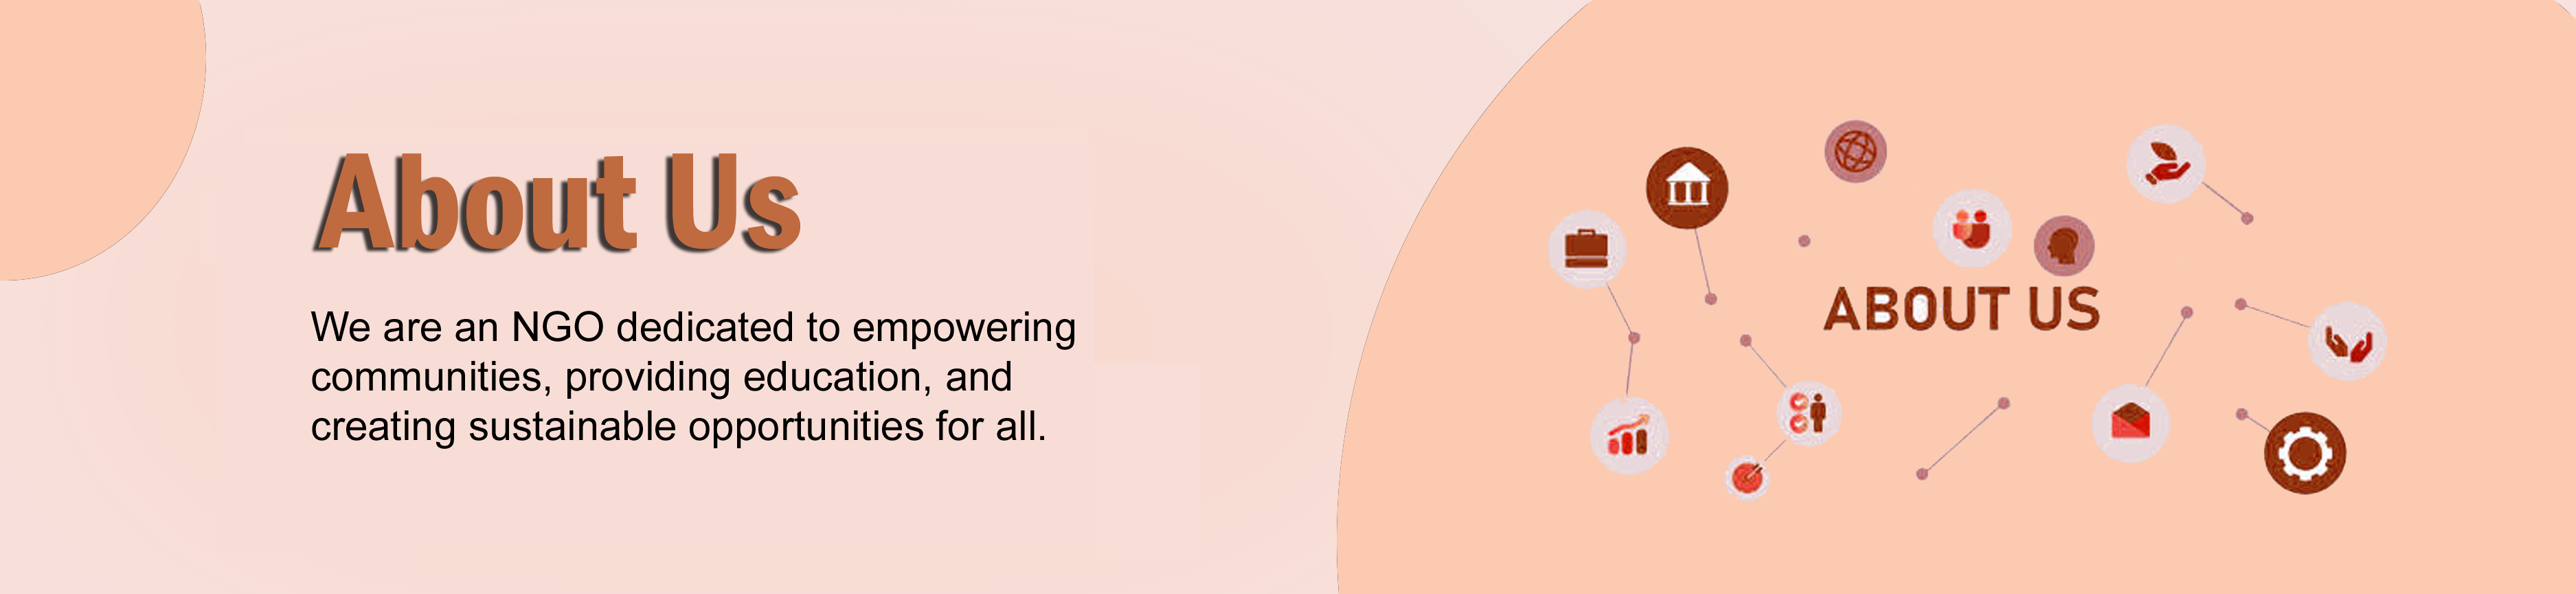 About Us
We are an NGO dedicated to empowering
communities, providing education, and
creating sustainable opportunities for all.
ABOUT US